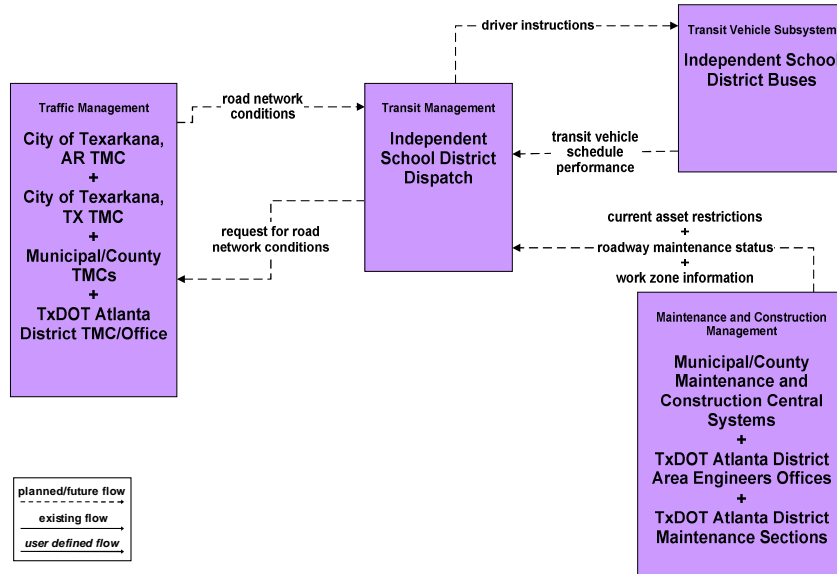 driver instructions
Transit Vehicle Subsystem
Independent School
District Buses
Traffic Management
City of Texarkana,
AR TMC
+
City of Texarkana,
TX TMC
+
Municipal/County
TMCs
+
TxDOT Atlanta
District TMC/Office
road network
conditions
Transit Management
Independent
School District
Dispatch
transit vehicle
schedule
performance
request for road
network conditions
current asset restrictions
+
roadway maintenance status
+
work zone information
Maintenance and Construction
Management
Municipal/County
Maintenance and
Construction Central
Systems
+
TxDOT Atlanta District
Area Engineers Offices
+
TxDOT Atlanta District
Maintenance Sections
planned/future flow
existing flow
user defined flow